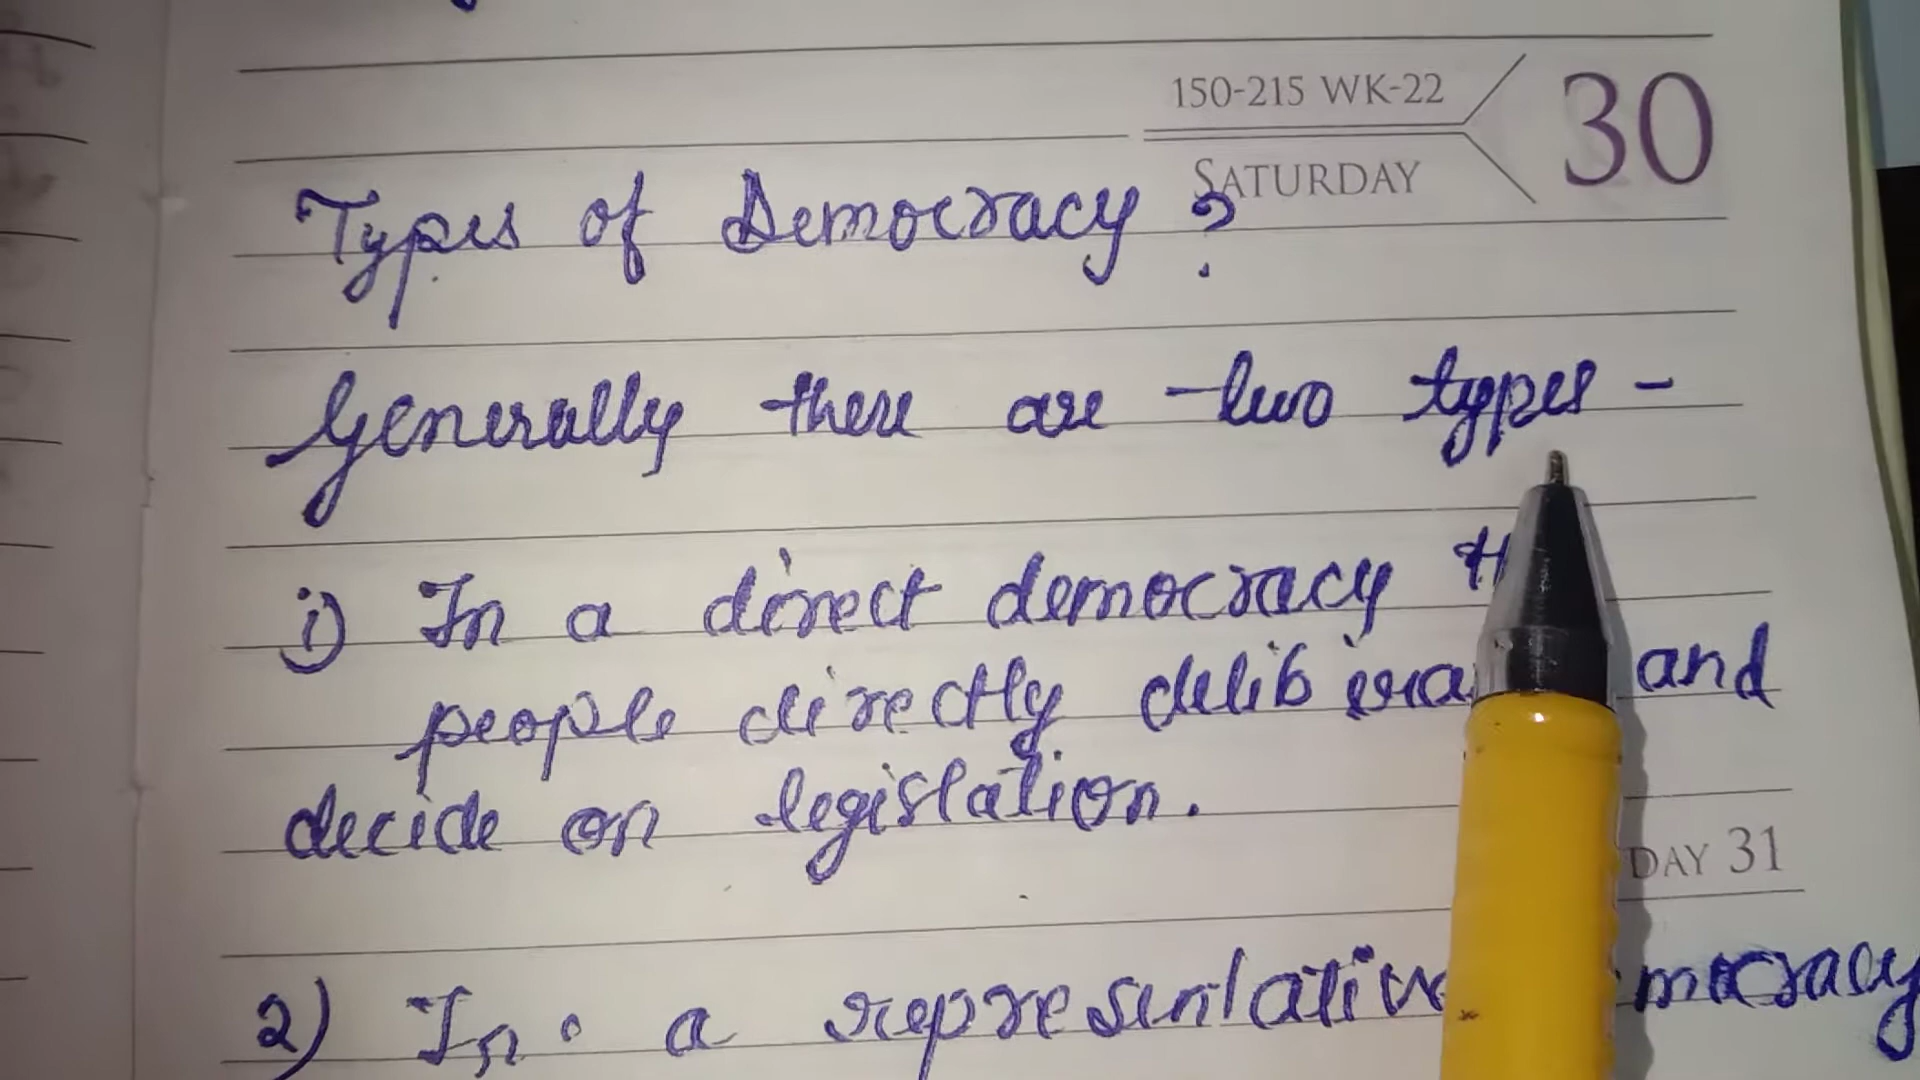 150-215 WK-22
SATURDAY
30
Types of Democracy ?
Generally there are two types -
i) In a direct democracy
people directly and
decide on legislation.
DAY 31
2) In a representative